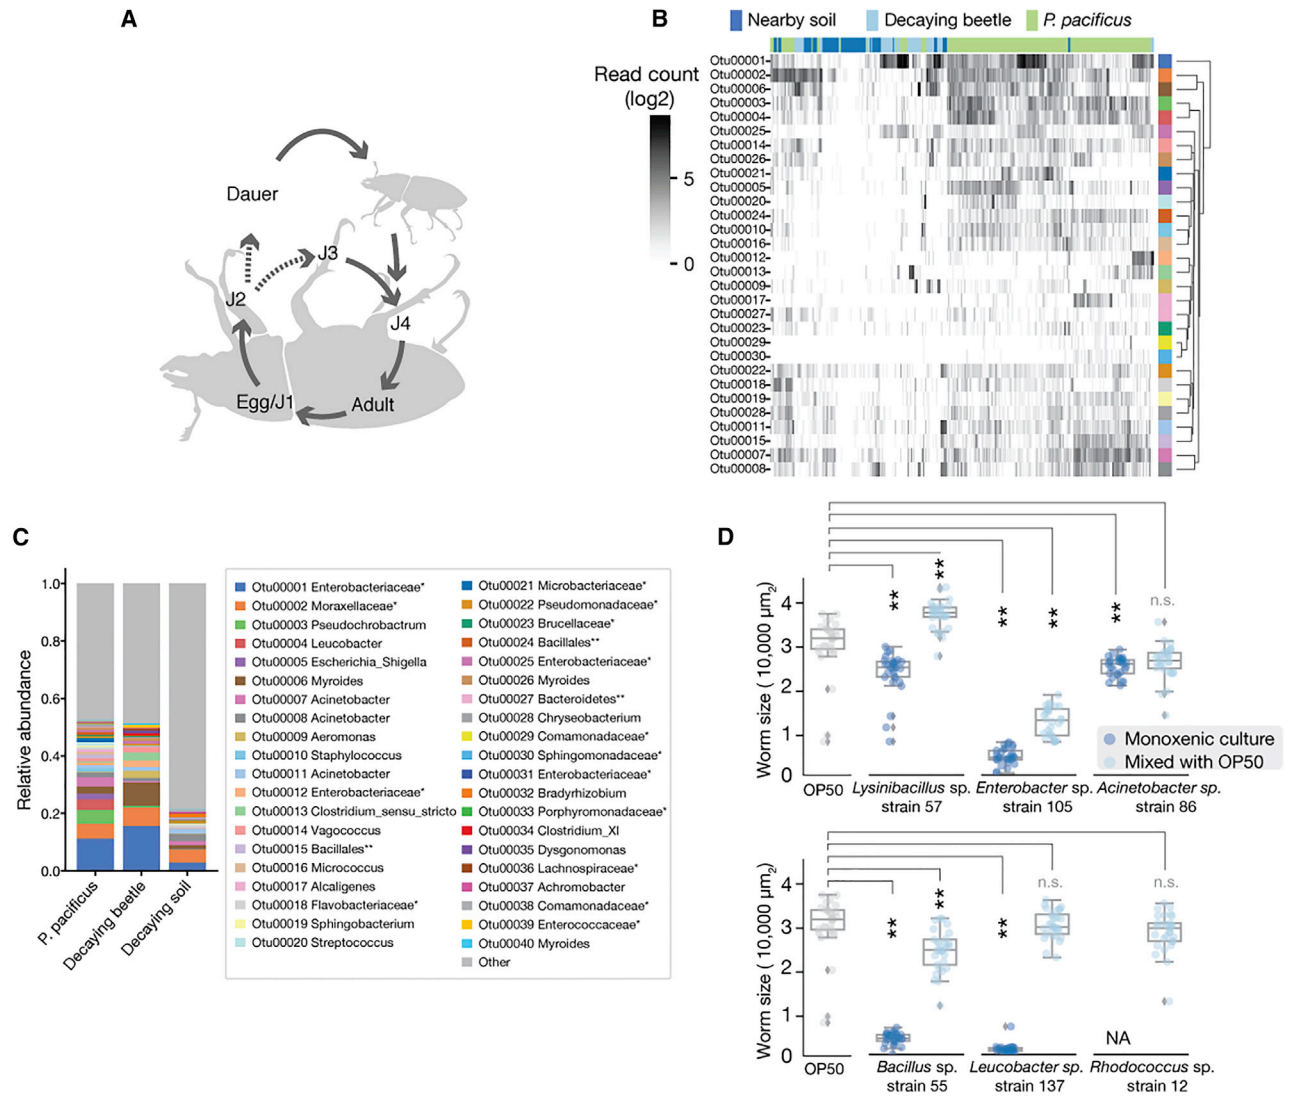 A
Dauer
J3
J2
J4
Egg/J1
Adult
B
Nearby soil
Decaying beetle
P. pacificus
Read count
(log2)
5
0
Otu00001
Otu00002
Otu00006
Otu00003
Otu00004
Otu00025
Otu00014
Otu00026
Otu00021
Otu00005
Otu00020
Otu00024
Otu00010
Otu00016
Otu00012
Otu00013
Otu00009
Otu00017
Otu00027
Otu00023
Otu00029
Otu00030
Otu00022
Otu00018
Otu00019
Otu00028
Otu00011
Otu00015
Otu00007
Otu00008
C
Relative abundance
1.0
0.8
0.6
0.4
0.2
0.0
P. pacificus
Decaying beetle
Decaying soil
Otu00001 Enterobacteriaceae*
Otu00002 Moraxellaceae*
Otu00003 Pseudochrobactrum
Otu00004 Leucobacter
Otu00005 Escherichia_Shigella
Otu00006 Myroides
Otu00007 Acinetobacter
Otu00008 Acinetobacter
Otu00009 Aeromonas
Otu00010 Staphylococcus
Otu00011 Acinetobacter
Otu00012 Enterobacteriaceae*
Otu00013 Clostridium_sensu_stricto
Otu00014 Vagococcus
Otu00015 Bacillales**
Otu00016 Micrococcus
Otu00017 Alcaligenes
Otu00018 Flavobacteriaceae*
Otu00019 Sphingobacterium
Otu00020 Streptococcus
Otu00021 Microbacteriaceae*
Otu00022 Pseudomonadaceae*
Otu00023 Brucellaceae*
Otu00024 Bacillales**
Otu00025 Enterobacteriaceae*
Otu00026 Myroides
Otu00027 Bacteroidetes**
Otu00028 Chryseobacterium
Otu00029 Comamonadaceae*
Otu00030 Sphingomonadaceae*
Otu00031 Enterobacteriaceae*
Otu00032 Bradyrhizobium
Otu00033 Porphyromonadaceae*
Otu00034 Clostridium_XI
Otu00035 Dysgonomonas
Otu00036 Lachnospiraceae*
Otu00037 Achromobacter
Otu00038 Comamonadaceae*
Otu00039 Enterococcaceae*
Otu00040 Myroides
Other
D
Worm size ( 10,000 µm₂)
4
3
2
1
0
**
**
**
**
**
n.s.
Monoxenic culture
Mixed with OP50
OP50
Lysinibacillus sp.
strain 57
Enterobacter sp.
strain 105
Acinetobacter sp.
strain 86
Worm size ( 10,000 µm₂)
4
3
2
1
0
**
**
**
n.s.
n.s.
NA
OP50
Bacillus sp.
strain 55
Leucobacter sp.
strain 137
Rhodococcus sp.
strain 12